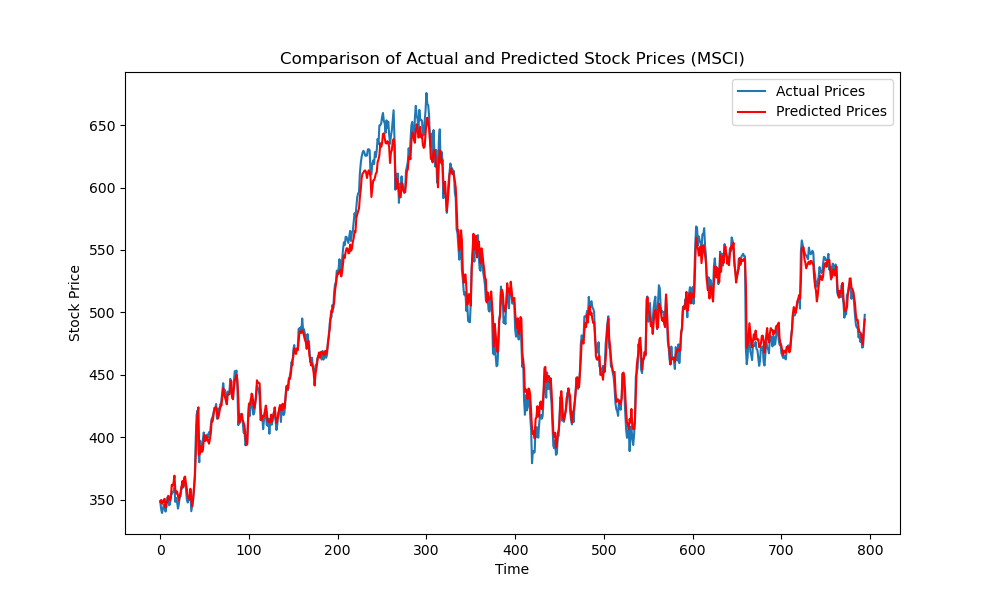 Comparison of Actual and Predicted Stock Prices (MSCI)
Actual Prices
Predicted Prices
650
600
550
500
450
400
350
Stock Price
0 100 200 300 400 500 600 700 800
Time